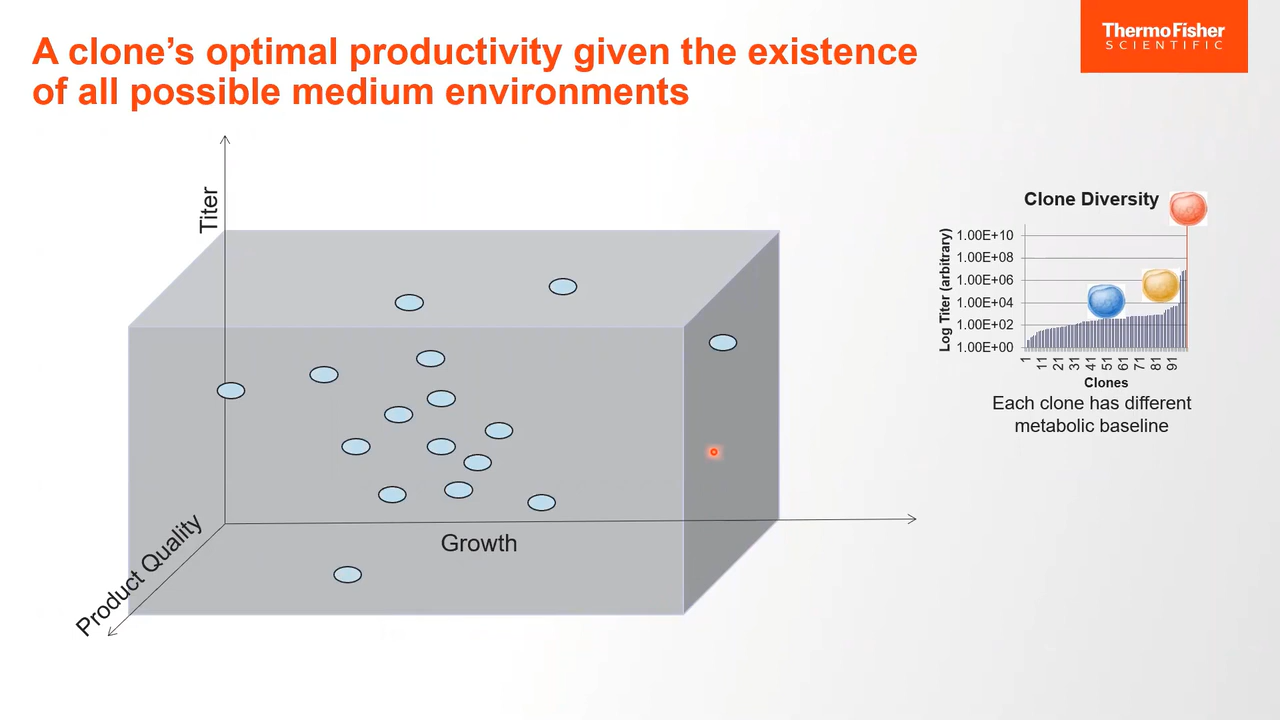 A clone's optimal productivity given the existence
of all possible medium environments
ThermoFisher
SCIENTIFIC
Titer
Growth
Product Quality
Clone Diversity
Log Titer (arbitrary)
1.00E+10
1.00E+08
1.00E+06
1.00E+04
1.00E+02
1.00E+00
1 11 21 31 41 51 61 71 81 91
Clones
Each clone has different
metabolic baseline